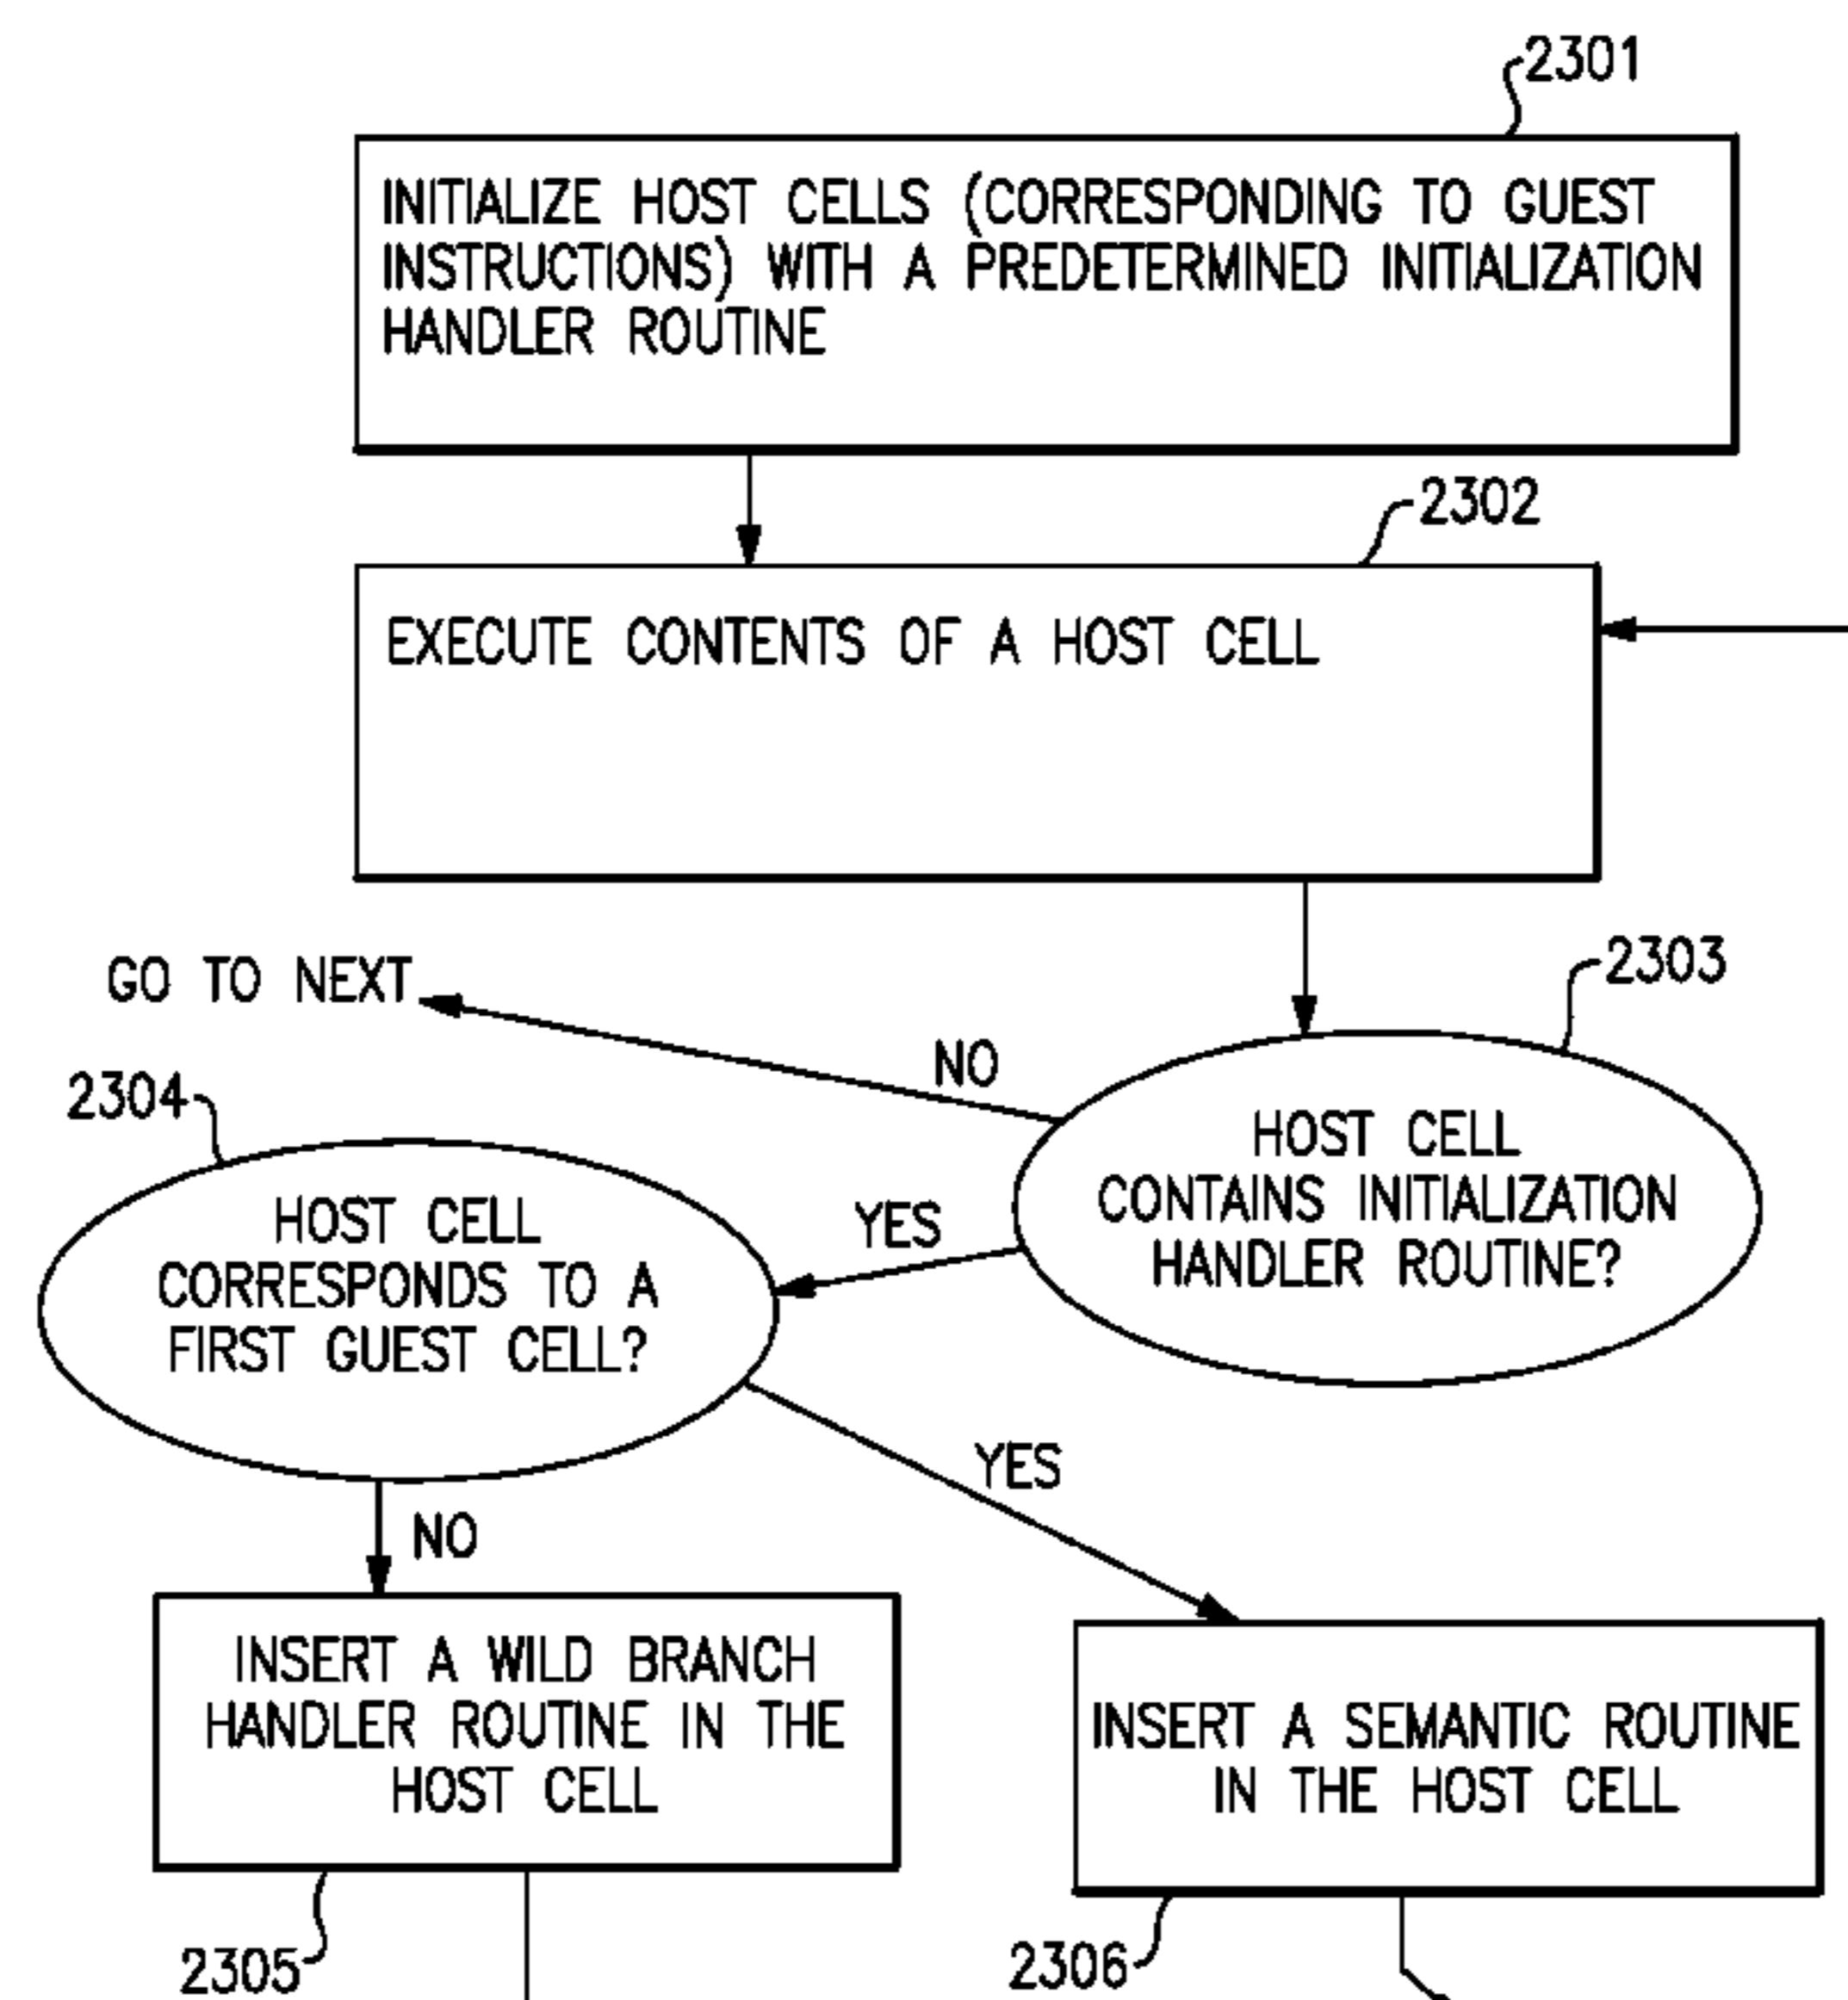 2301
INITIALIZE HOST CELLS (CORRESPONDING TO GUEST
INSTRUCTIONS) WITH A PREDETERMINED INITIALIZATION
HANDLER ROUTINE
2302
EXECUTE CONTENTS OF A HOST CELL
GO TO NEXT
2303
NO
HOST CELL
CONTAINS INITIALIZATION
HANDLER ROUTINE?
YES
2304
HOST CELL
CORRESPONDS TO A
FIRST GUEST CELL?
YES
NO
INSERT A WILD BRANCH
HANDLER ROUTINE IN THE
HOST CELL
INSERT A SEMANTIC ROUTINE
IN THE HOST CELL
2305
2306